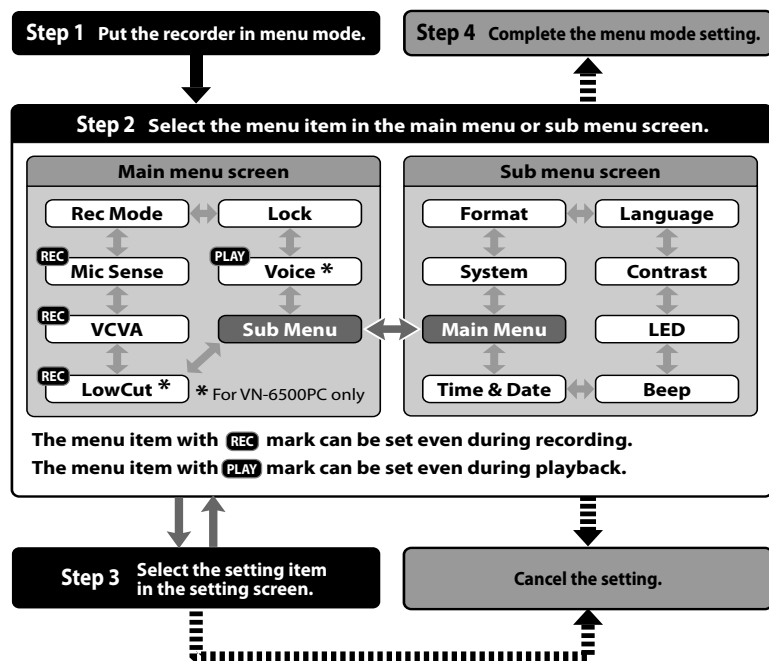 Step 1 Put the recorder in menu mode.
Step 4 Complete the menu mode setting.
Step 2 Select the menu item in the main menu or sub menu screen.
Main menu screen
Rec Mode
Lock
REC
Mic Sense
PLAY
Voice *
REC
VCVA
Sub Menu
REC
LowCut *
* For VN-6500PC only
Sub menu screen
Format
Language
System
Contrast
Main Menu
LED
Time & Date
Beep
The menu item with REC mark can be set even during recording.
The menu item with PLAY mark can be set even during playback.
Step 3 Select the setting item
in the setting screen.
Cancel the setting.